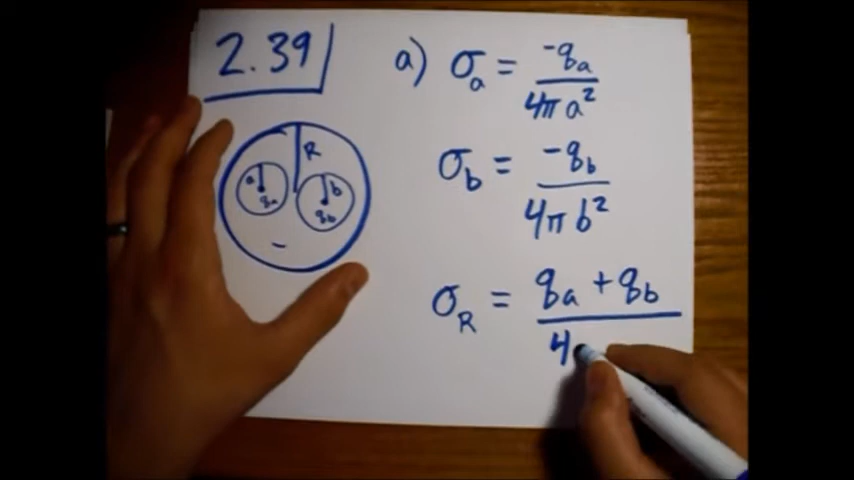 2.39
a) σa = -qa / 4πa²
σb = -qb / 4πb²
σR = qa + qb / 4
R
a
qa
b
qb
-